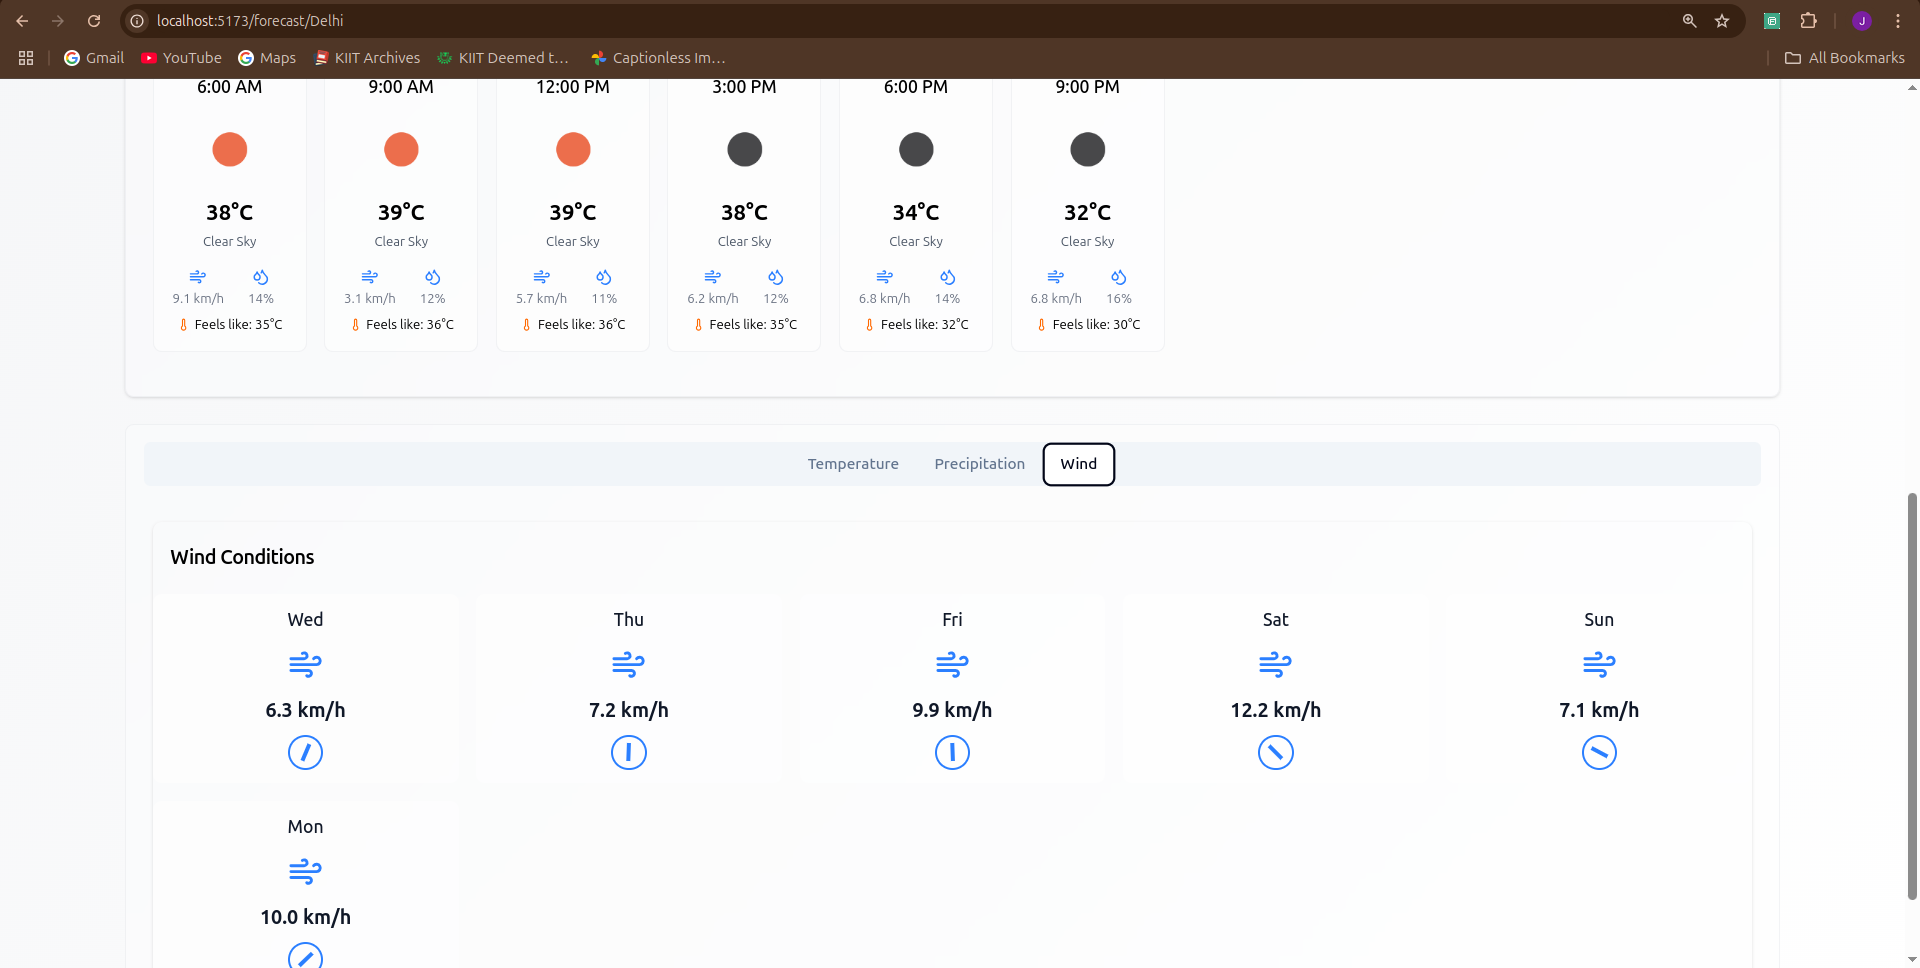 localhost:5173/forecast/Delhi
J
Gmail YouTube Maps KIIT Archives KIIT Deemed t... Captionless Im... All Bookmarks
6:00 AM 9:00 AM 12:00 PM 3:00 PM 6:00 PM 9:00 PM
38°C 39°C 39°C 38°C 34°C 32°C
Clear Sky Clear Sky Clear Sky Clear Sky Clear Sky Clear Sky
9.1 km/h 14% 3.1 km/h 12% 5.7 km/h 11% 6.2 km/h 12% 6.8 km/h 14% 6.8 km/h 16%
Feels like: 35°C Feels like: 36°C Feels like: 36°C Feels like: 35°C Feels like: 32°C Feels like: 30°C
Temperature Precipitation Wind
Wind Conditions
Wed Thu Fri Sat Sun
6.3 km/h 7.2 km/h 9.9 km/h 12.2 km/h 7.1 km/h
Mon
10.0 km/h